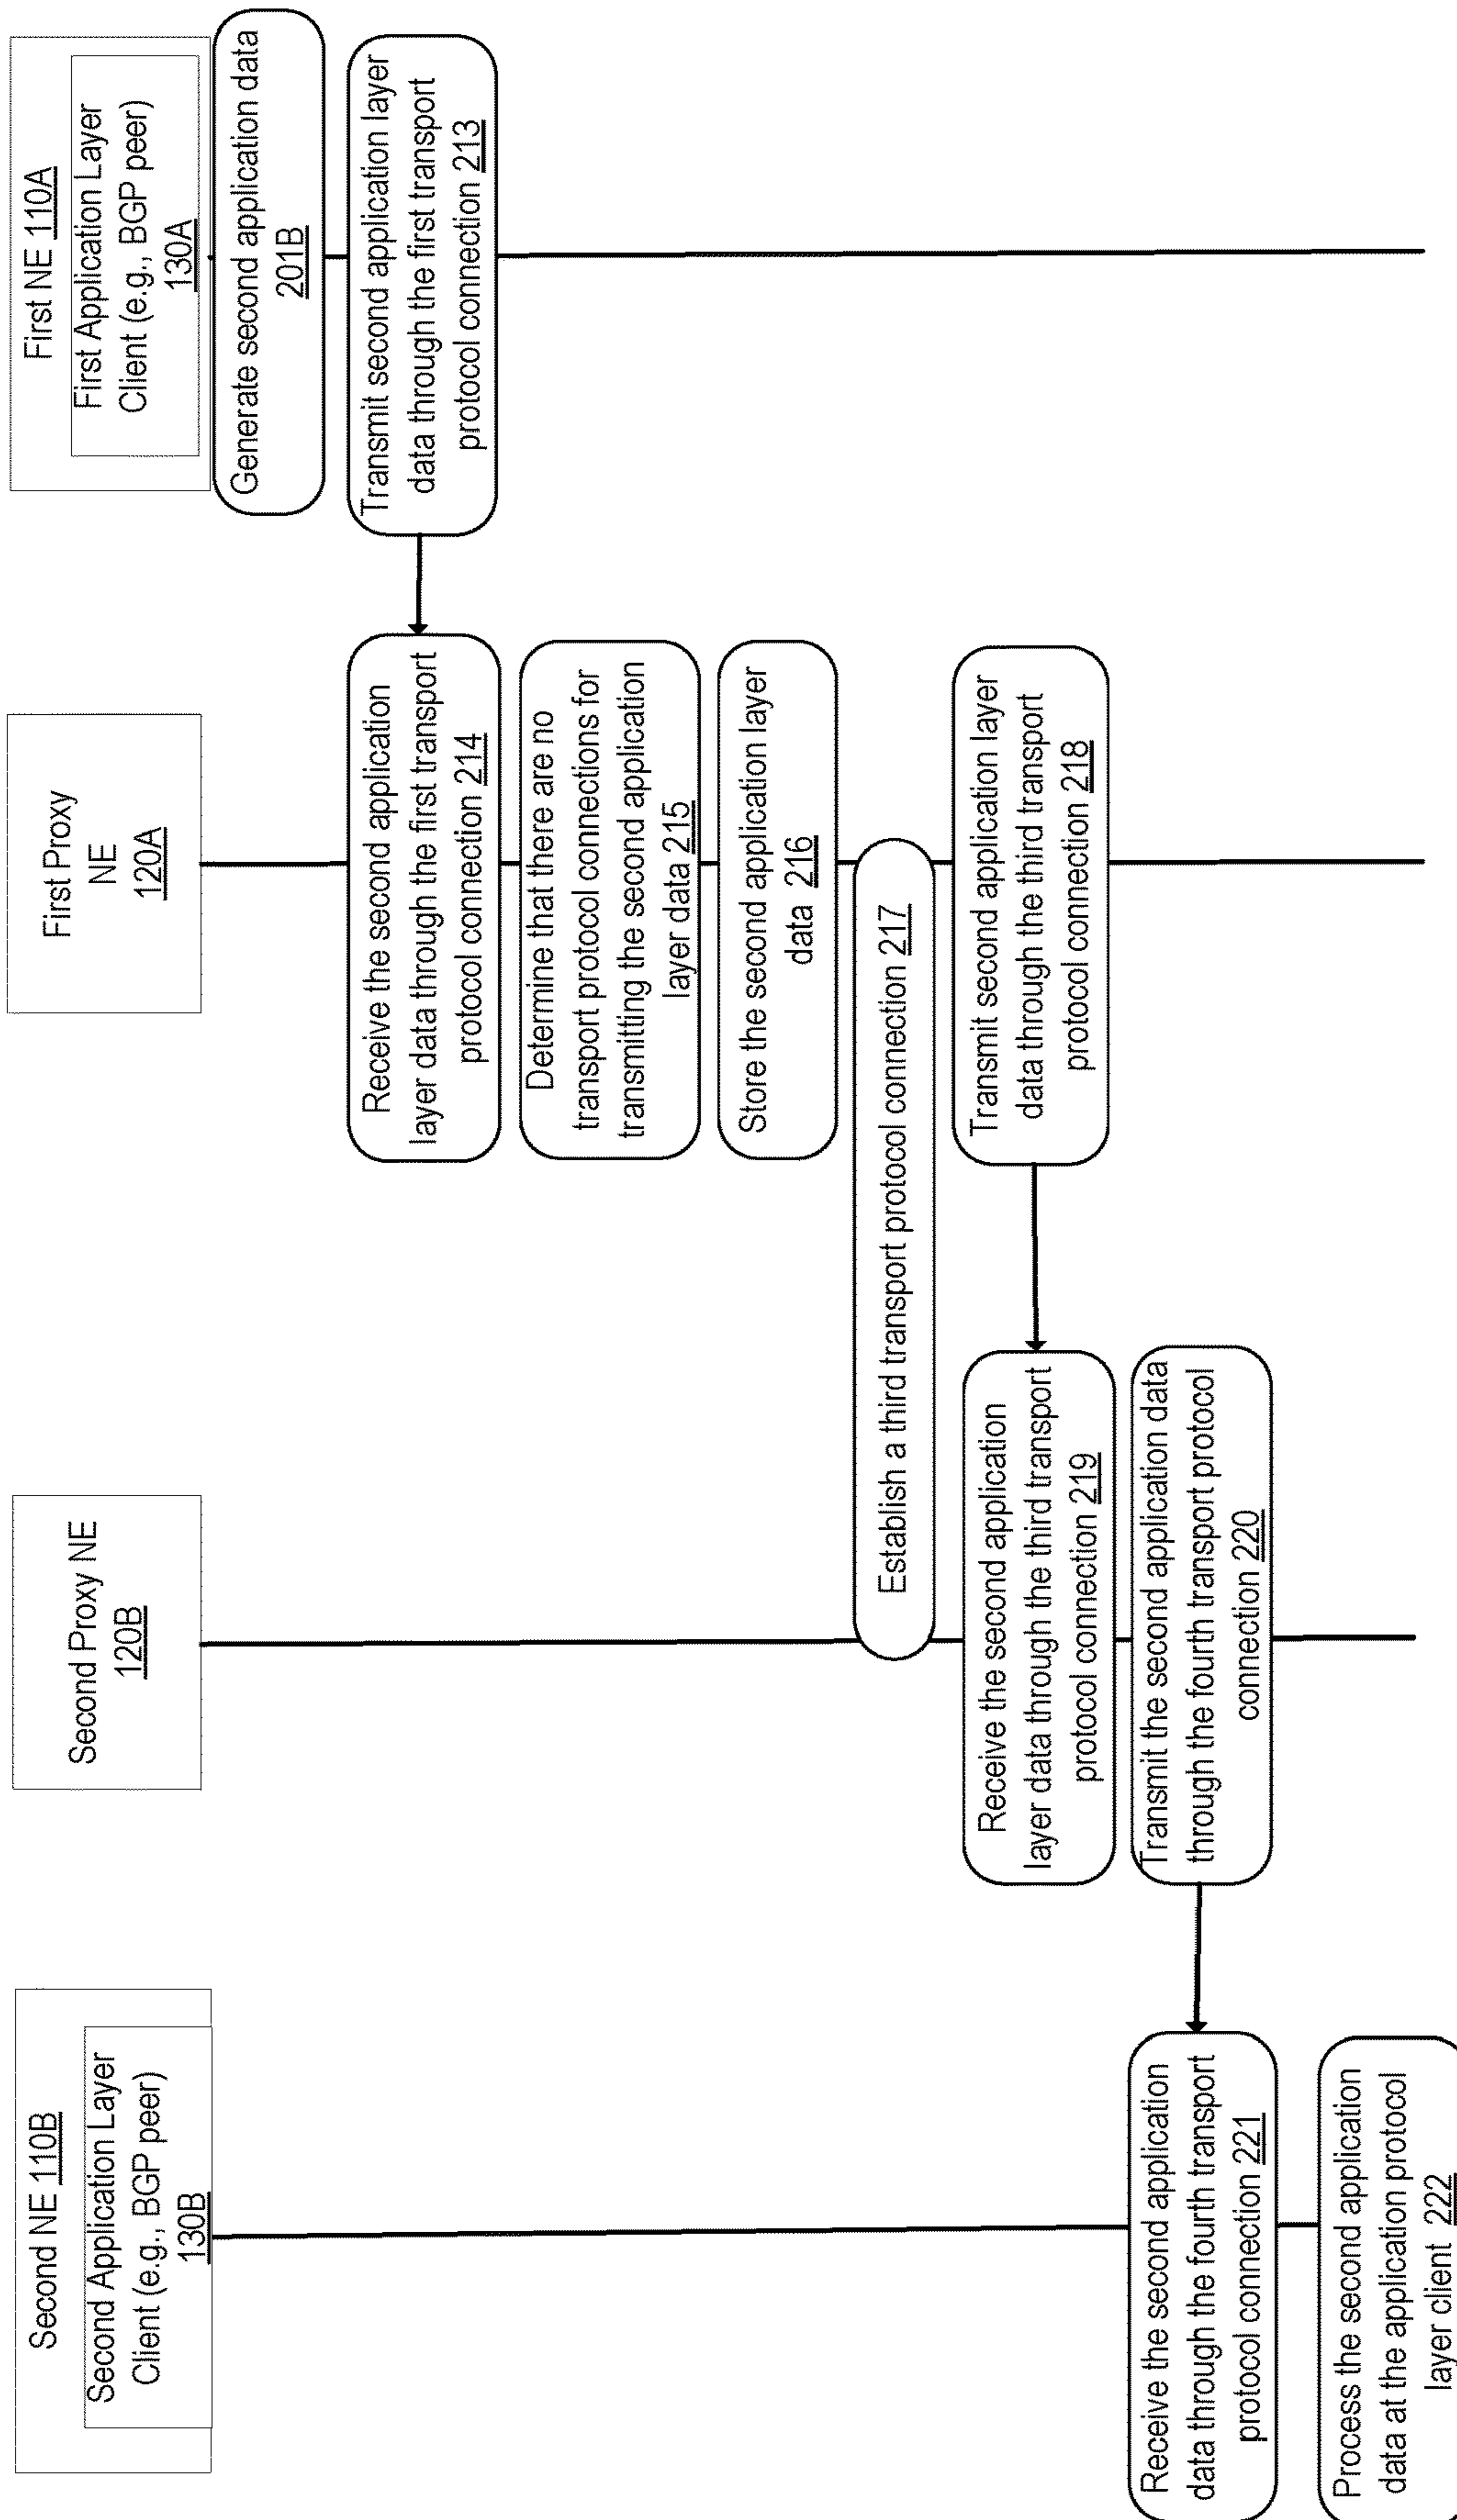 Second NE 110B
Second Application Layer
Client (e.g., BGP peer)
130B
Second Proxy NE
120B
First Proxy
NE
120A
First NE 110A
First Application Layer
Client (e.g., BGP peer)
130A
Generate second application data
201B
Transmit second application layer
data through the first transport
protocol connection 213
Receive the second application
layer data through the first transport
protocol connection 214
Determine that there are no
transport protocol connections for
transmitting the second application
layer data 215
Store the second application layer
data 216
Establish a third transport protocol connection 217
Transmit second application layer
data through the third transport
protocol connection 218
Receive the second application
layer data through the third transport
protocol connection 219
Transmit the second application data
through the fourth transport protocol
connection 220
Receive the second application
data through the fourth transport
protocol connection 221
Process the second application
data at the application protocol
layer client 222